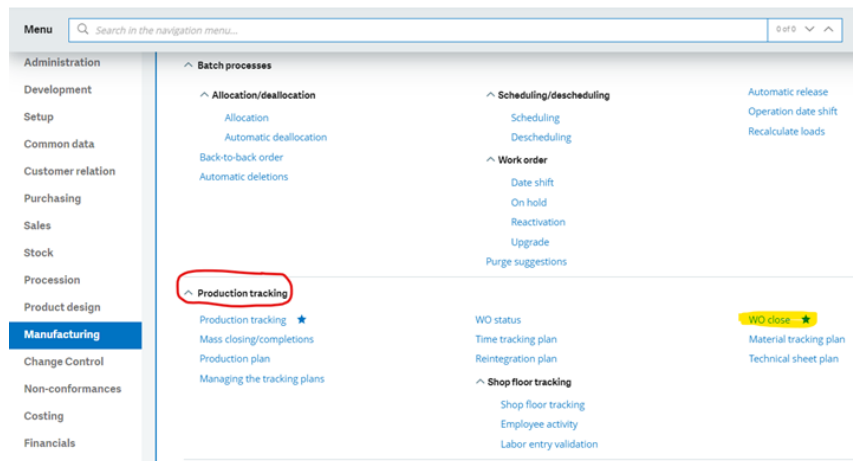 Menu
Search in the navigation menu...
0 of 0
Administration
Development
Setup
Common data
Customer relation
Purchasing
Sales
Stock
Procession
Product design
Manufacturing
Change Control
Non-conformances
Costing
Financials
Batch processes
Allocation/deallocation
Allocation
Automatic deallocation
Back-to-back order
Automatic deletions
Scheduling/descheduling
Scheduling
Descheduling
Work order
Date shift
On hold
Reactivation
Upgrade
Purge suggestions
Automatic release
Operation date shift
Recalculate loads
Production tracking
Production tracking
Mass closing/completions
Production plan
Managing the tracking plans
WO status
Time tracking plan
Reintegration plan
Shop floor tracking
Shop floor tracking
Employee activity
Labor entry validation
WO close
Material tracking plan
Technical sheet plan